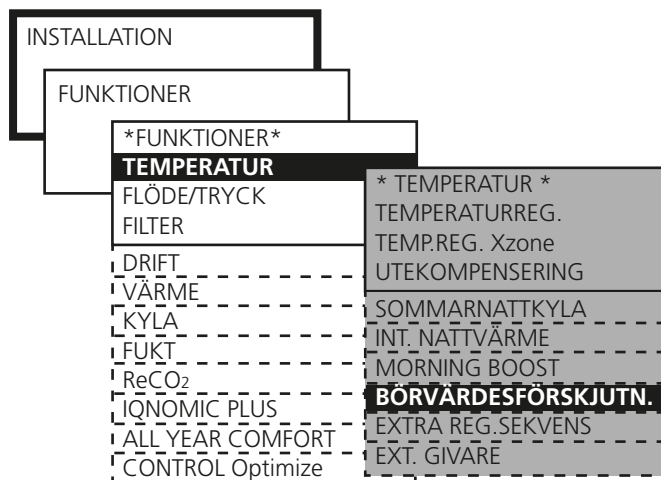 INSTALLATION
FUNKTIONER
*FUNKTIONER*
TEMPERATUR
FLÖDE/TRYCK
FILTER
DRIFT
VÄRME
KYLA
FUKT
ReCO₂
IQNOMIC PLUS
ALL YEAR COMFORT
CONTROL Optimize
* TEMPERATUR *
TEMPERATURREG.
TEMP.REG. Xzone
UTEKOMPENSERING
SOMMARNATTKYLA
INT. NATTVÄRME
MORNING BOOST
BÖRVÄRDESFÖRSKJUTN.
EXTRA REG.SEKVENS
EXT. GIVARE